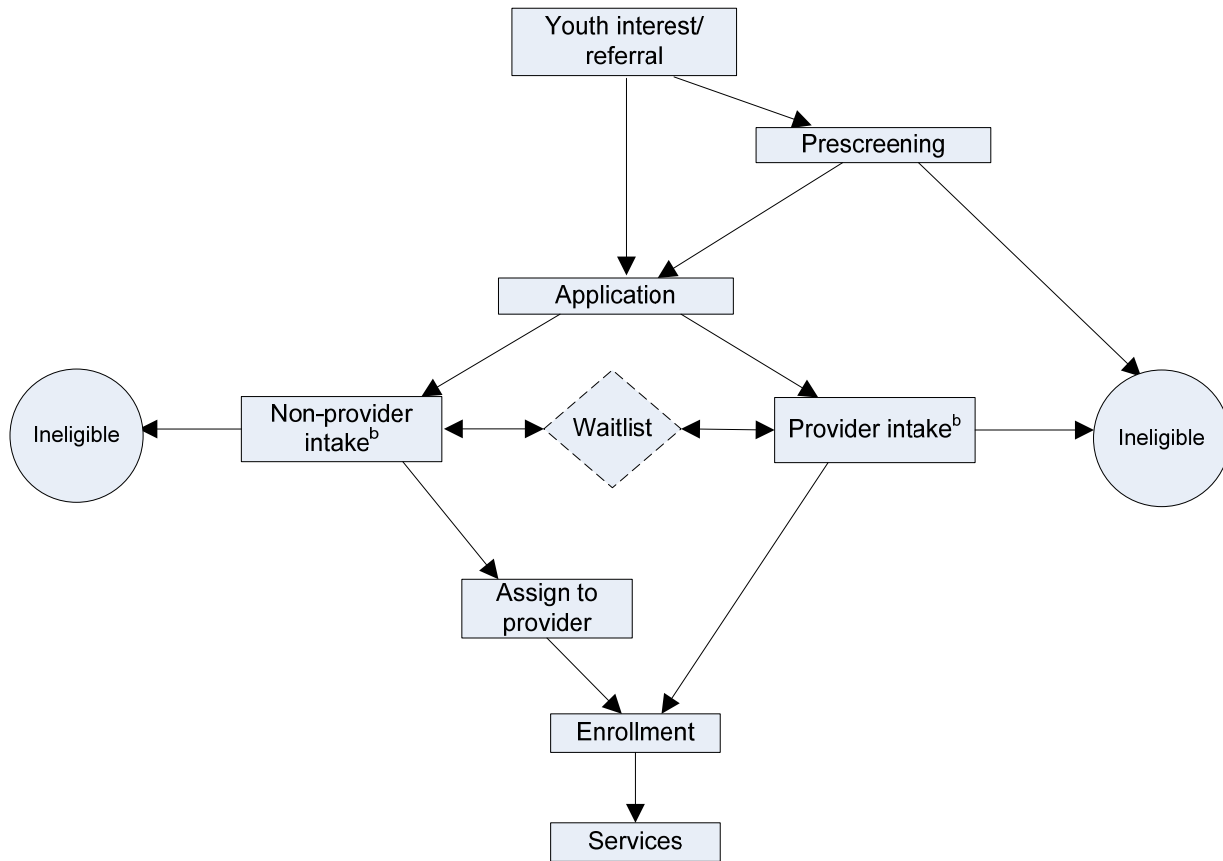 Youth interest/
referral
Prescreening
Application
Ineligible
Non-provider
intakeᵇ
Waitlist
Provider intakeᵇ
Ineligible
Assign to
provider
Enrollment
Services